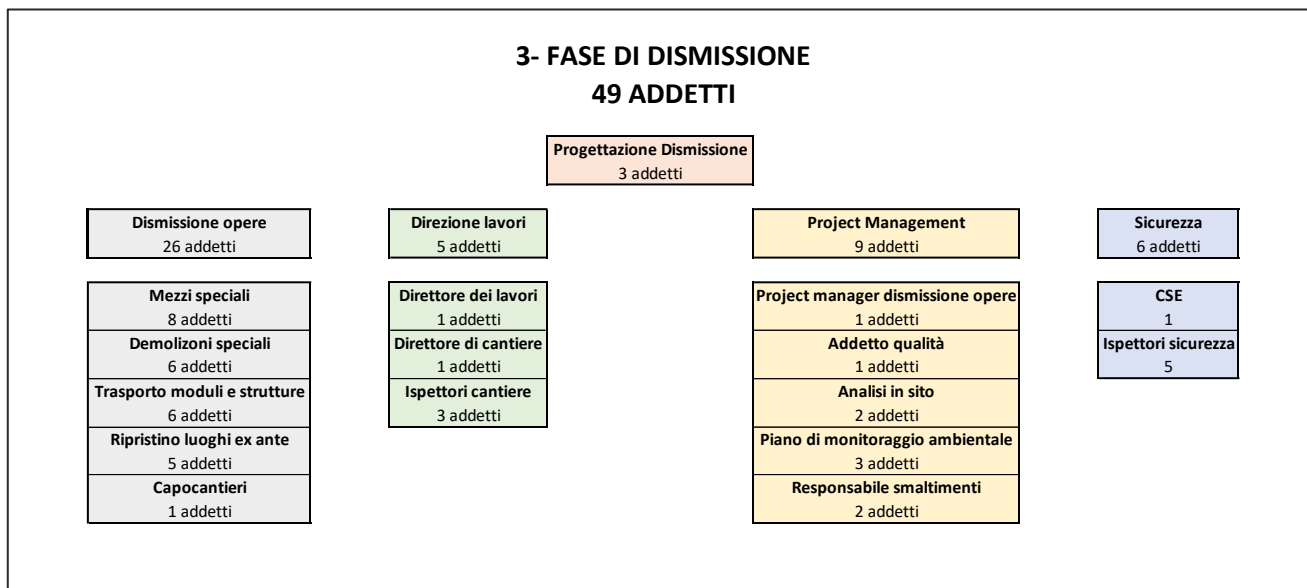 3- FASE DI DISMISSIONE
49 ADDETTI
Progettazione Dismissione
3 addetti
Dismissione opere
26 addetti
Direzione lavori
5 addetti
Project Management
9 addetti
Sicurezza
6 addetti
Mezzi speciali
8 addetti
Demolizoni speciali
6 addetti
Trasporto moduli e strutture
6 addetti
Ripristino luoghi ex ante
5 addetti
Capocantieri
1 addetti
Direttore dei lavori
1 addetti
Direttore di cantiere
1 addetti
Ispettori cantiere
3 addetti
Project manager dismissione opere
1 addetti
Addetto qualità
1 addetti
Analisi in sito
2 addetti
Piano di monitoraggio ambientale
3 addetti
Responsabile smaltimenti
2 addetti
CSE
1
Ispettori sicurezza
5